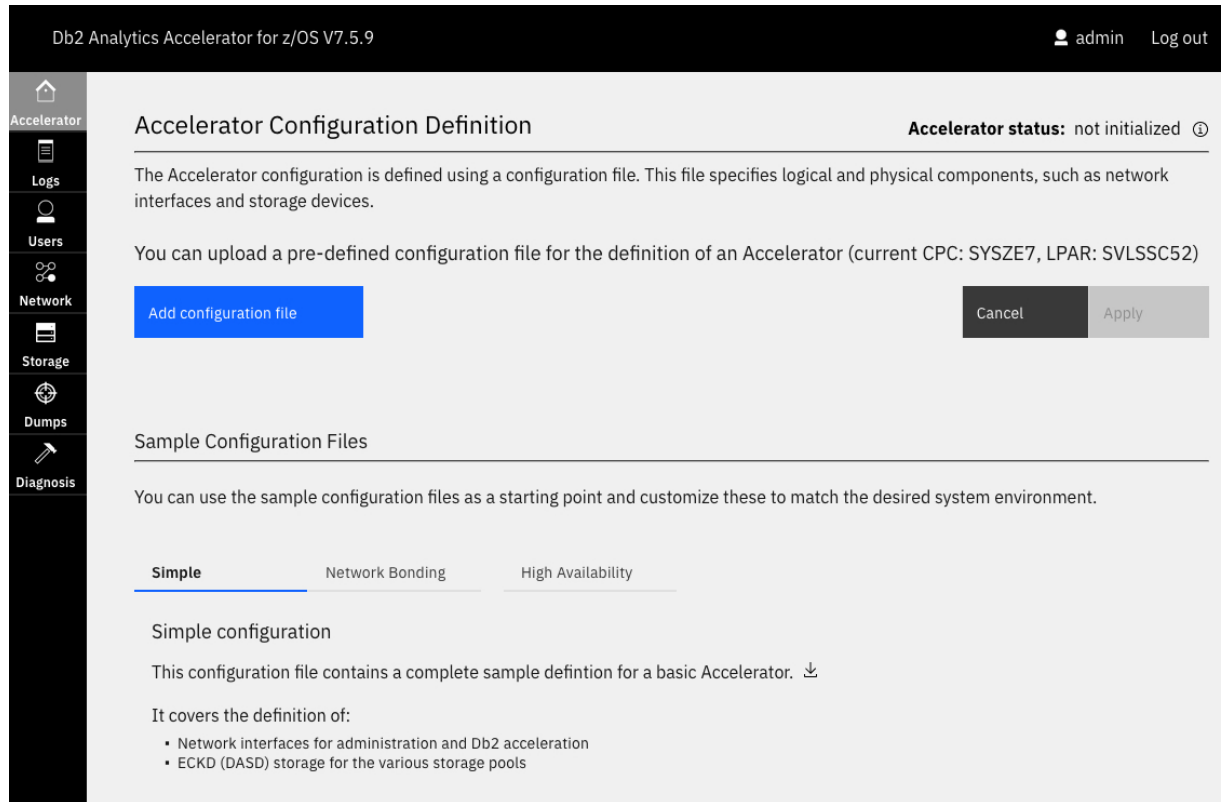 Db2 Analytics Accelerator for z/OS V7.5.9
admin
Log out
Accelerator
Logs
Users
Network
Storage
Dumps
Diagnosis
Accelerator Configuration Definition
Accelerator status: not initialized
The Accelerator configuration is defined using a configuration file. This file specifies logical and physical components, such as network
interfaces and storage devices.
You can upload a pre-defined configuration file for the definition of an Accelerator (current CPC: SYSZE7, LPAR: SVLSSC52)
Add configuration file
Cancel
Apply
Sample Configuration Files
You can use the sample configuration files as a starting point and customize these to match the desired system environment.
Simple
Network Bonding
High Availability
Simple configuration
This configuration file contains a complete sample defintion for a basic Accelerator.
It covers the definition of:
▪ Network interfaces for administration and Db2 acceleration
▪ ECKD (DASD) storage for the various storage pools